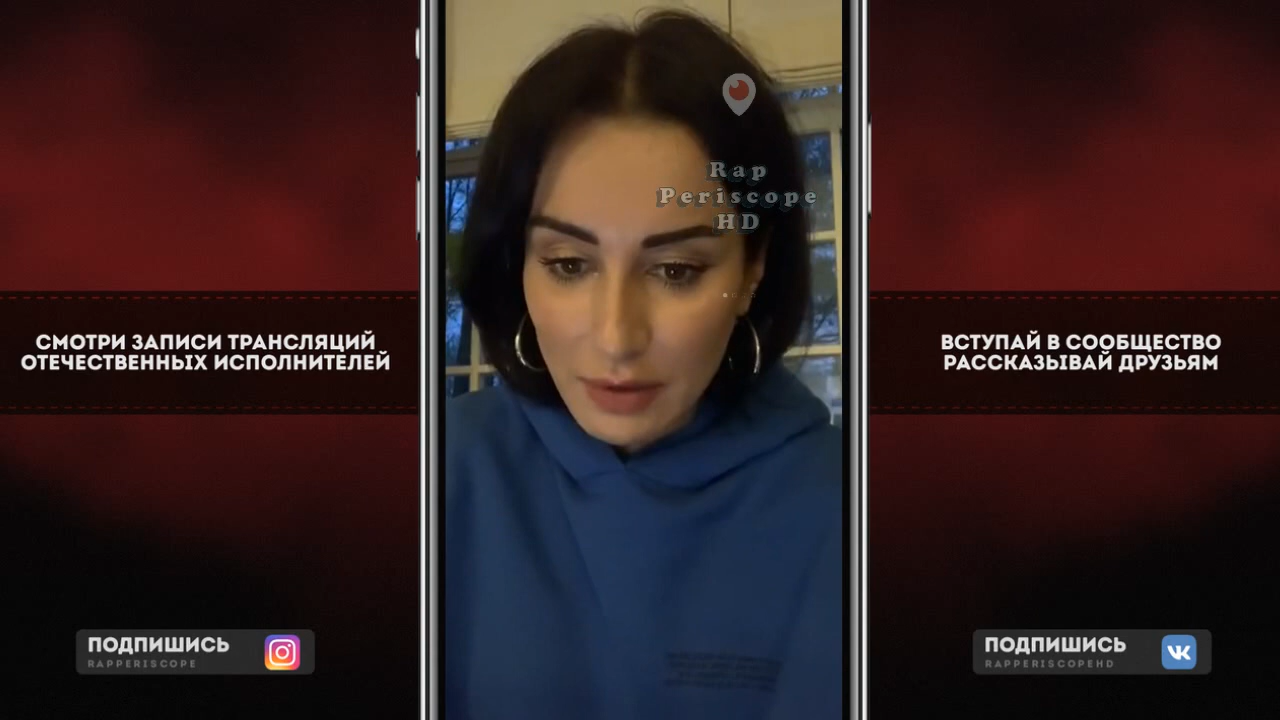 СМОТРИ ЗАПИСИ ТРАНСЛЯЦИЙ
ОТЕЧЕСТВЕННЫХ ИСПОЛНИТЕЛЕЙ
ПОДПИШИСЬ
RAPPERISCOPE
Rap
Periscope
HD
ВСТУПАЙ В СООБЩЕСТВО
РАССКАЗЫВАЙ ДРУЗЬЯМ
ПОДПИШИСЬ
RAPPERISCOPEHD